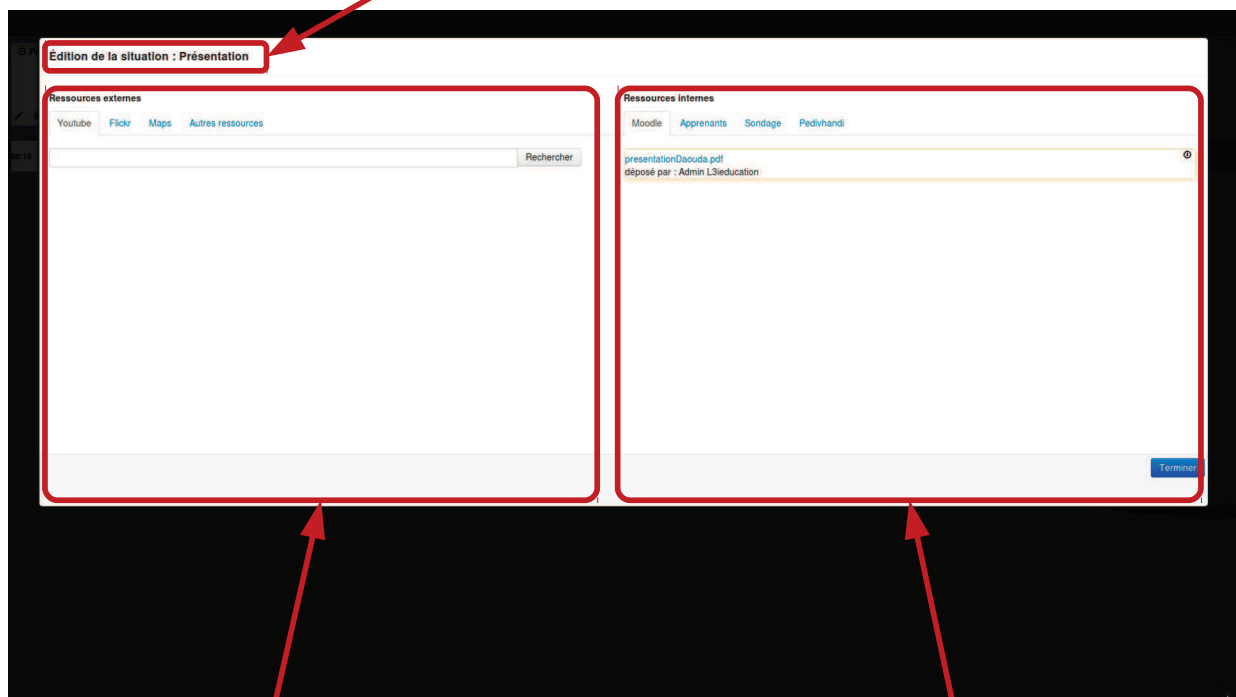 Édition de la situation : Présentation
Ressources externes
Youtube Flickr Maps Autres ressources
Rechercher
Ressources internes
Moodle Apprenants Sondage Pedivhandi
presentationDaouda.pdf
déposé par : Admin L3ieducation
Terminer